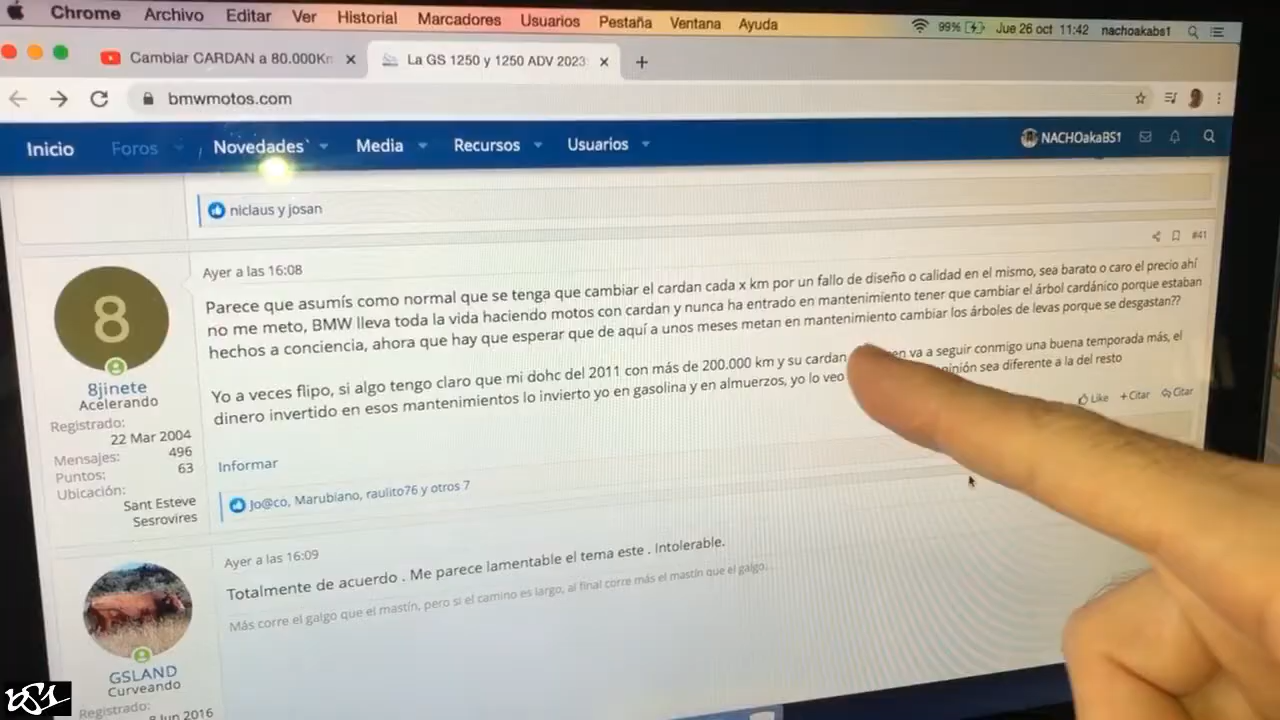 Chrome Archivo Editar Ver Historial Marcadores Usuarios Pestaña Ventana Ayuda 99% Jue 26 oct 11:42 nachoakabs1
Cambiar CARDAN a 80.000Km La GS 1250 y 1250 ADV 2023
bmwmotos.com
Inicio Foros Novedades Media Recursos Usuarios NACHOakaBS1
niclaus y josan
Ayer a las 16:08 #41
8
Parece que asumís como normal que se tenga que cambiar el cardan cada x km por un fallo de diseño o calidad en el mismo, sea barato o caro el precio ahí
no me meto, BMW lleva toda la vida haciendo motos con cardan y nunca ha entrado en mantenimiento tener que cambiar el árbol cardánico porque estaban
hechos a conciencia, ahora que hay que esperar que de aquí a unos meses metan en mantenimiento cambiar los árboles de levas porque se desgastan??
Yo a veces flipo, si algo tengo claro que mi dohc del 2011 con más de 200.000 km y su cardan va a seguir conmigo una buena temporada más, el
dinero invertido en esos mantenimientos lo invierto yo en gasolina y en almuerzos, yo lo veo sea diferente a la del resto
8jinete
Acelerando
Registrado:
22 Mar 2004
Mensajes: 496
Puntos: 63
Ubicación:
Sant Esteve
Sesrovires
Like +Citar Citar
Informar
Jo@co, Marubiano, raulito76 y otros 7
Ayer a las 16:09
Totalmente de acuerdo . Me parece lamentable el tema este . Intolerable.
Más corre el galgo que el mastín, pero si el camino es largo, al final corre más el mastín que el galgo...
GSLAND
Curveando
Registrado:
8 Jun 2016
bS1